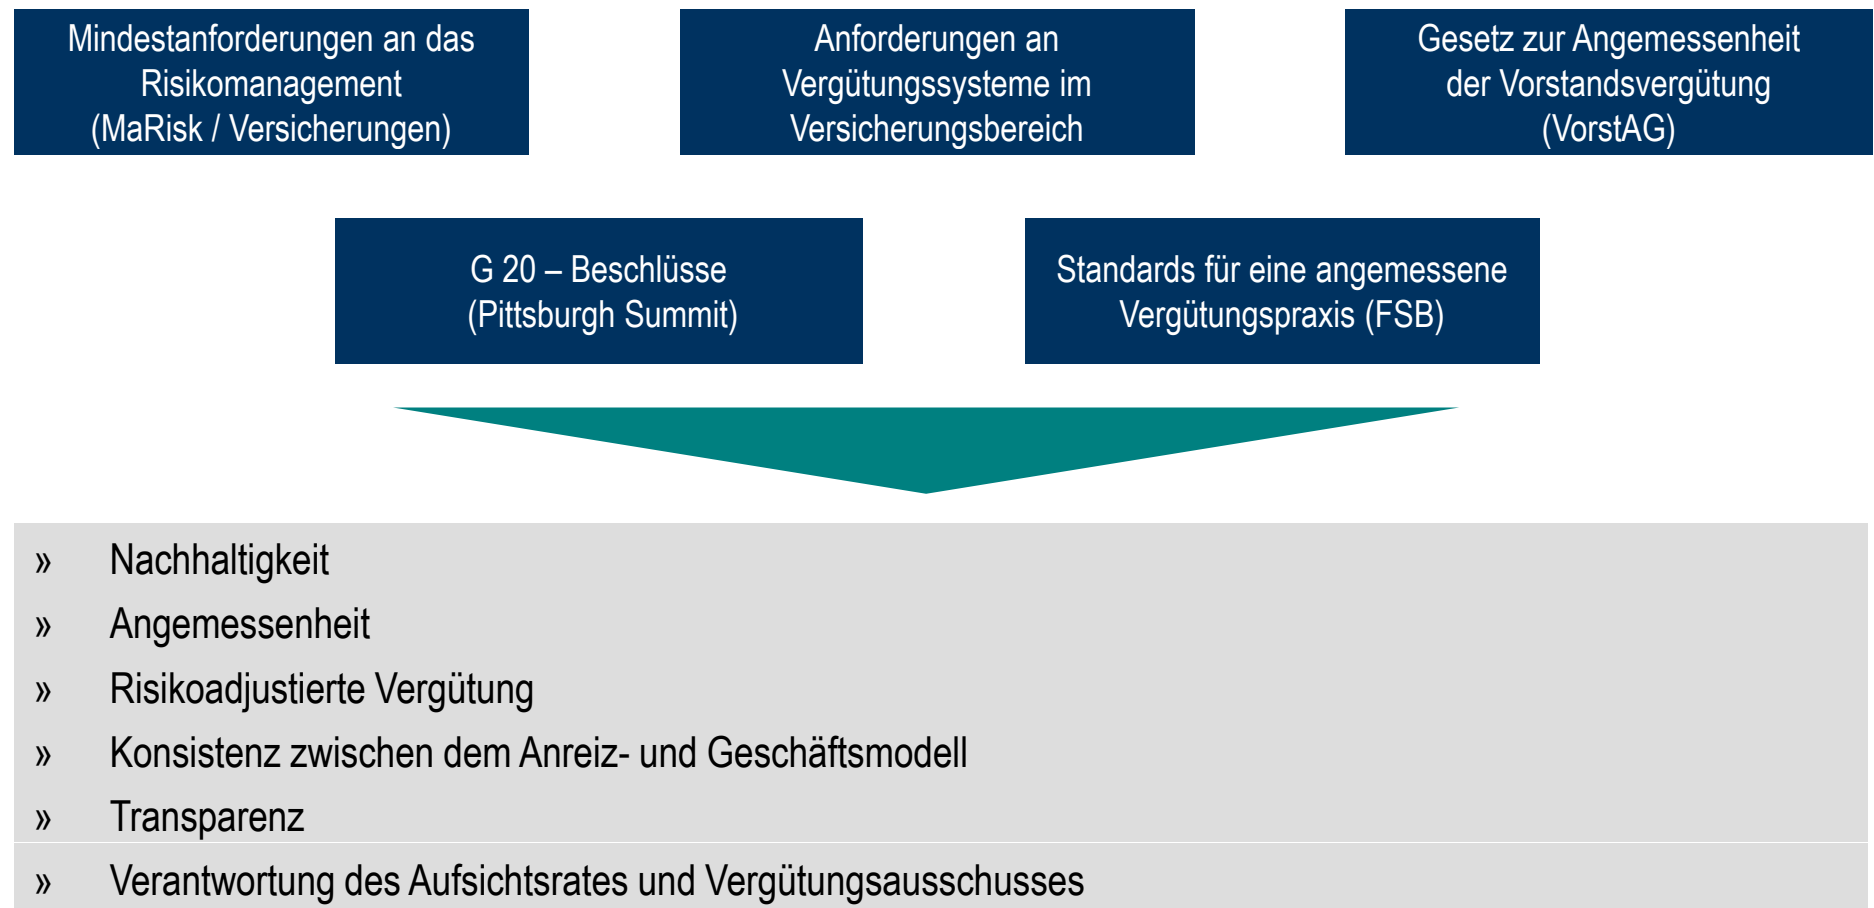 Mindestanforderungen an das
Risikomanagement
(MaRisk / Versicherungen)
Anforderungen an
Vergütungssysteme im
Versicherungsbereich
Gesetz zur Angemessenheit
der Vorstandsvergütung
(VorstAG)
G 20 – Beschlüsse
(Pittsburgh Summit)
Standards für eine angemessene
Vergütungspraxis (FSB)
» Nachhaltigkeit
» Angemessenheit
» Risikoadjustierte Vergütung
» Konsistenz zwischen dem Anreiz- und Geschäftsmodell
» Transparenz
» Verantwortung des Aufsichtsrates und Vergütungsausschusses